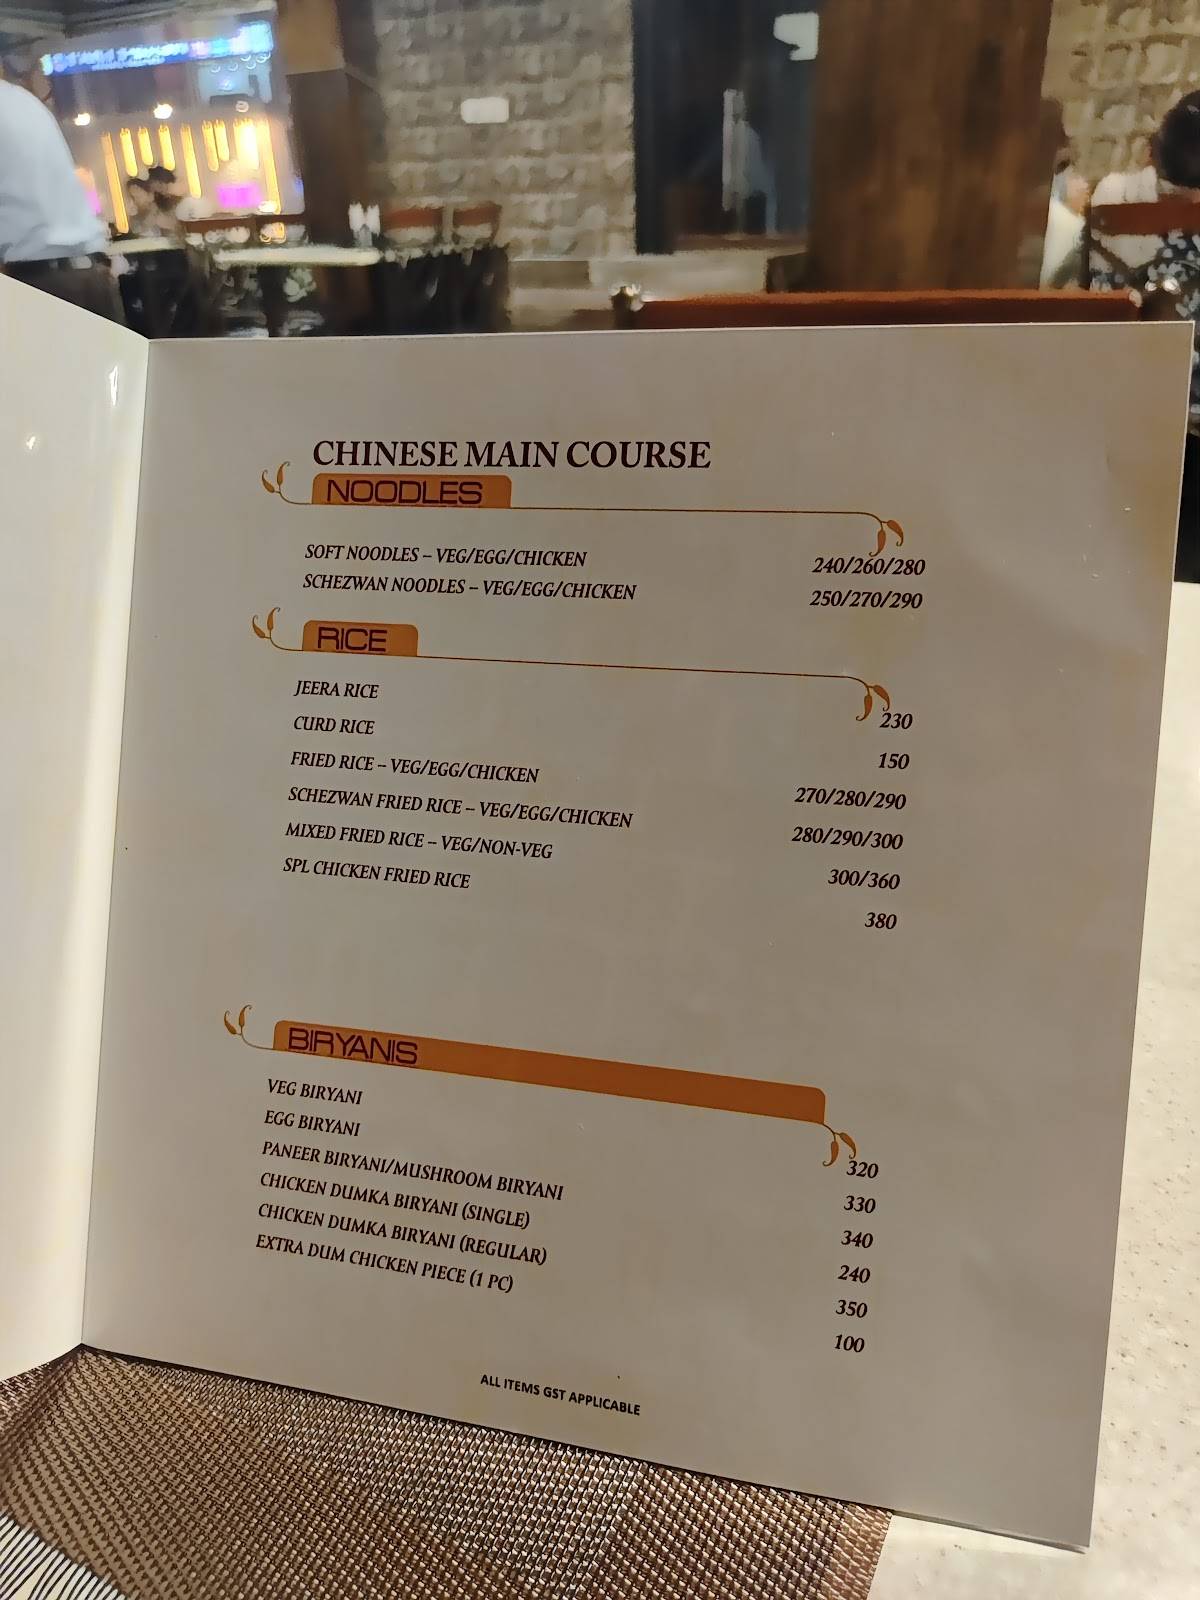 CHINESE MAIN COURSE
NOODLES
SOFT NOODLES – VEG/EGG/CHICKEN 240/260/280
SCHEZWAN NOODLES – VEG/EGG/CHICKEN 250/270/290
RICE
JEERA RICE 230
CURD RICE 150
FRIED RICE – VEG/EGG/CHICKEN 270/280/290
SCHEZWAN FRIED RICE – VEG/EGG/CHICKEN 280/290/300
MIXED FRIED RICE – VEG/NON-VEG 300/360
SPL CHICKEN FRIED RICE 380
BIRYANIS
VEG BIRYANI 320
EGG BIRYANI 330
PANEER BIRYANI/MUSHROOM BIRYANI 340
CHICKEN DUMKA BIRYANI (SINGLE) 240
CHICKEN DUMKA BIRYANI (REGULAR) 350
EXTRA DUM CHICKEN PIECE (1 PC) 100
ALL ITEMS GST APPLICABLE